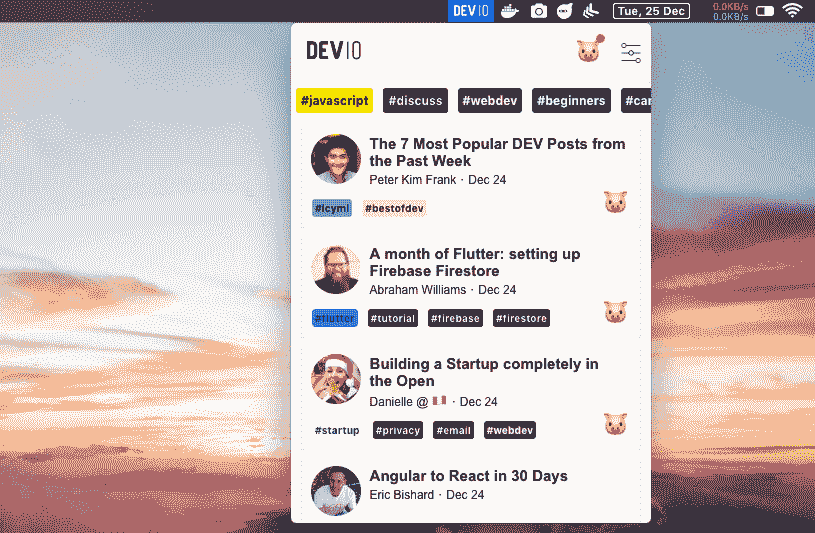 DEVIO
Tue, 25 Dec
0.0KB/s
0.0KB/s
DEVIO
#javascript #discuss #webdev #beginners #car
The 7 Most Popular DEV Posts from
the Past Week
Peter Kim Frank · Dec 24
#icymi #bestofdev
A month of Flutter: setting up
Firebase Firestore
Abraham Williams · Dec 24
#flutter #tutorial #firebase #firestore
Building a Startup completely in
the Open
Danielle @ · Dec 24
#startup #privacy #email #webdev
Angular to React in 30 Days
Eric Bishard · Dec 24